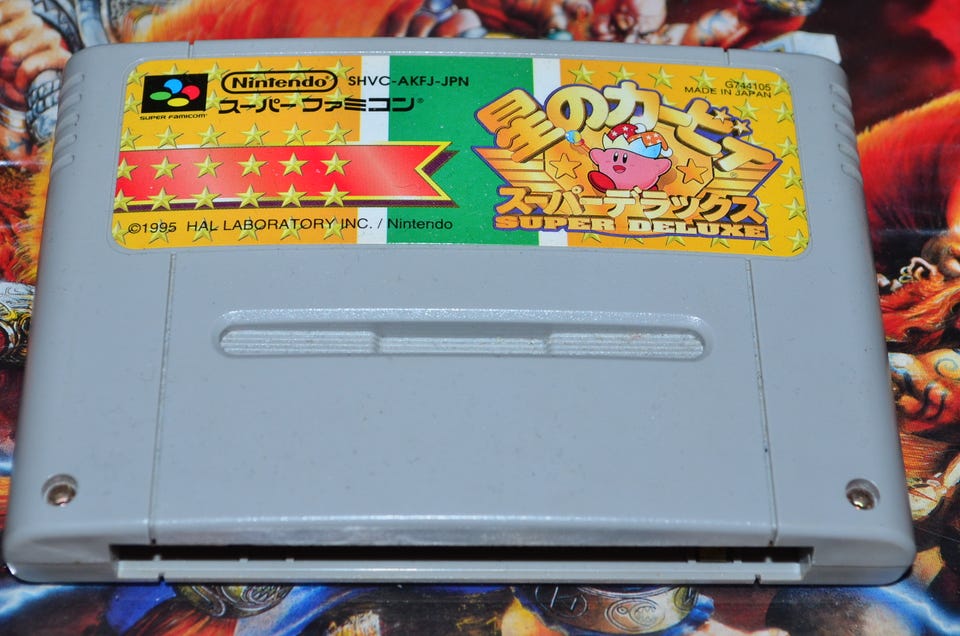 Nintendo® SHVC-AKFJ-JPN
SUPER FAMICOM™
スーパーファミコン®
G744105
MADE IN JAPAN
星のカービィ
スーパーデラックス
SUPER DELUXE
©1995 HAL LABORATORY INC. / Nintendo